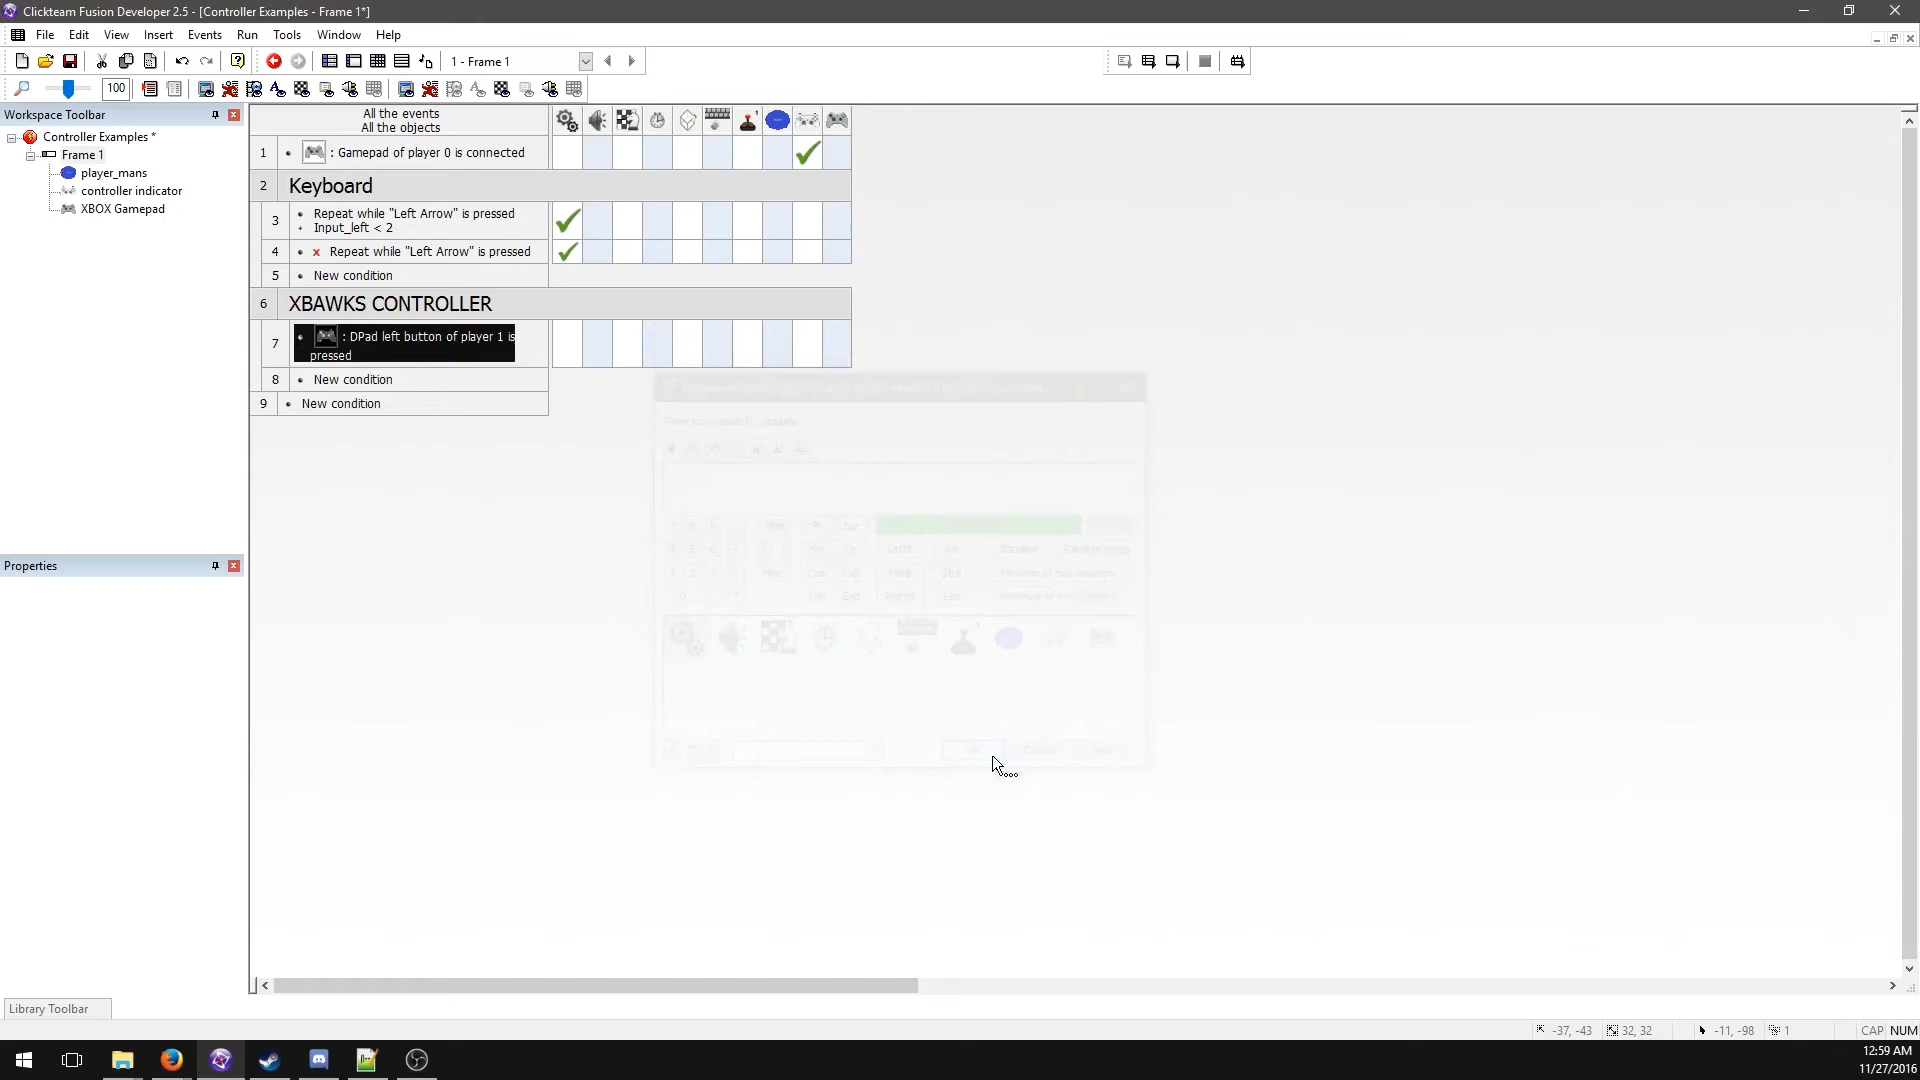 Clickteam Fusion Developer 2.5 - [Controller Examples - Frame 1*]
File Edit View Insert Events Run Tools Window Help
1 - Frame 1
100
Workspace Toolbar
Controller Examples *
Frame 1
player_mans
controller indicator
XBOX Gamepad
All the events
All the objects
1 : Gamepad of player 0 is connected
2 Keyboard
3 Repeat while "Left Arrow" is pressed
Input_left < 2
4 x Repeat while "Left Arrow" is pressed
5 New condition
6 XBAWKS CONTROLLER
7 : DPad left button of player 1 is
pressed
8 New condition
9 New condition
Properties
Cancel
Library Toolbar
-37, -43 32, 32 -11, -98 1 CAP NUM
12:59 AM
11/27/2016